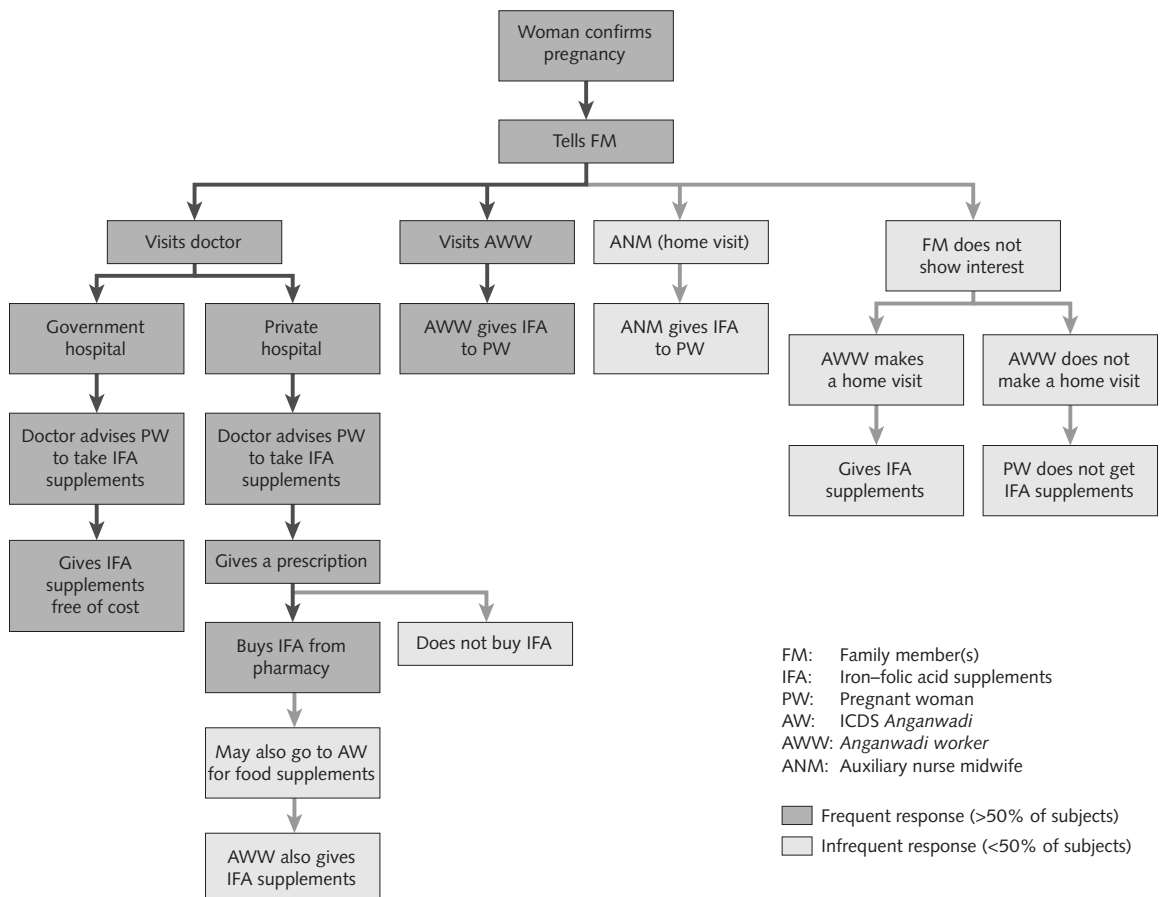 Woman confirms
pregnancy
Tells FM
Visits doctor
Visits AWW
ANM (home visit)
FM does not
show interest
Government
hospital
Private
hospital
AWW gives IFA
to PW
ANM gives IFA
to PW
AWW makes
a home visit
AWW does not
make a home visit
Doctor advises PW
to take IFA
supplements
Doctor advises PW
to take IFA
supplements
Gives IFA
supplements
PW does not get
IFA supplements
Gives IFA
supplements
free of cost
Gives a prescription
Buys IFA from
pharmacy
Does not buy IFA
May also go to AW
for food supplements
AWW also gives
IFA supplements
FM: Family member(s)
IFA: Iron–folic acid supplements
PW: Pregnant woman
AW: ICDS Anganwadi
AWW: Anganwadi worker
ANM: Auxiliary nurse midwife
Frequent response (>50% of subjects)
Infrequent response (<50% of subjects)